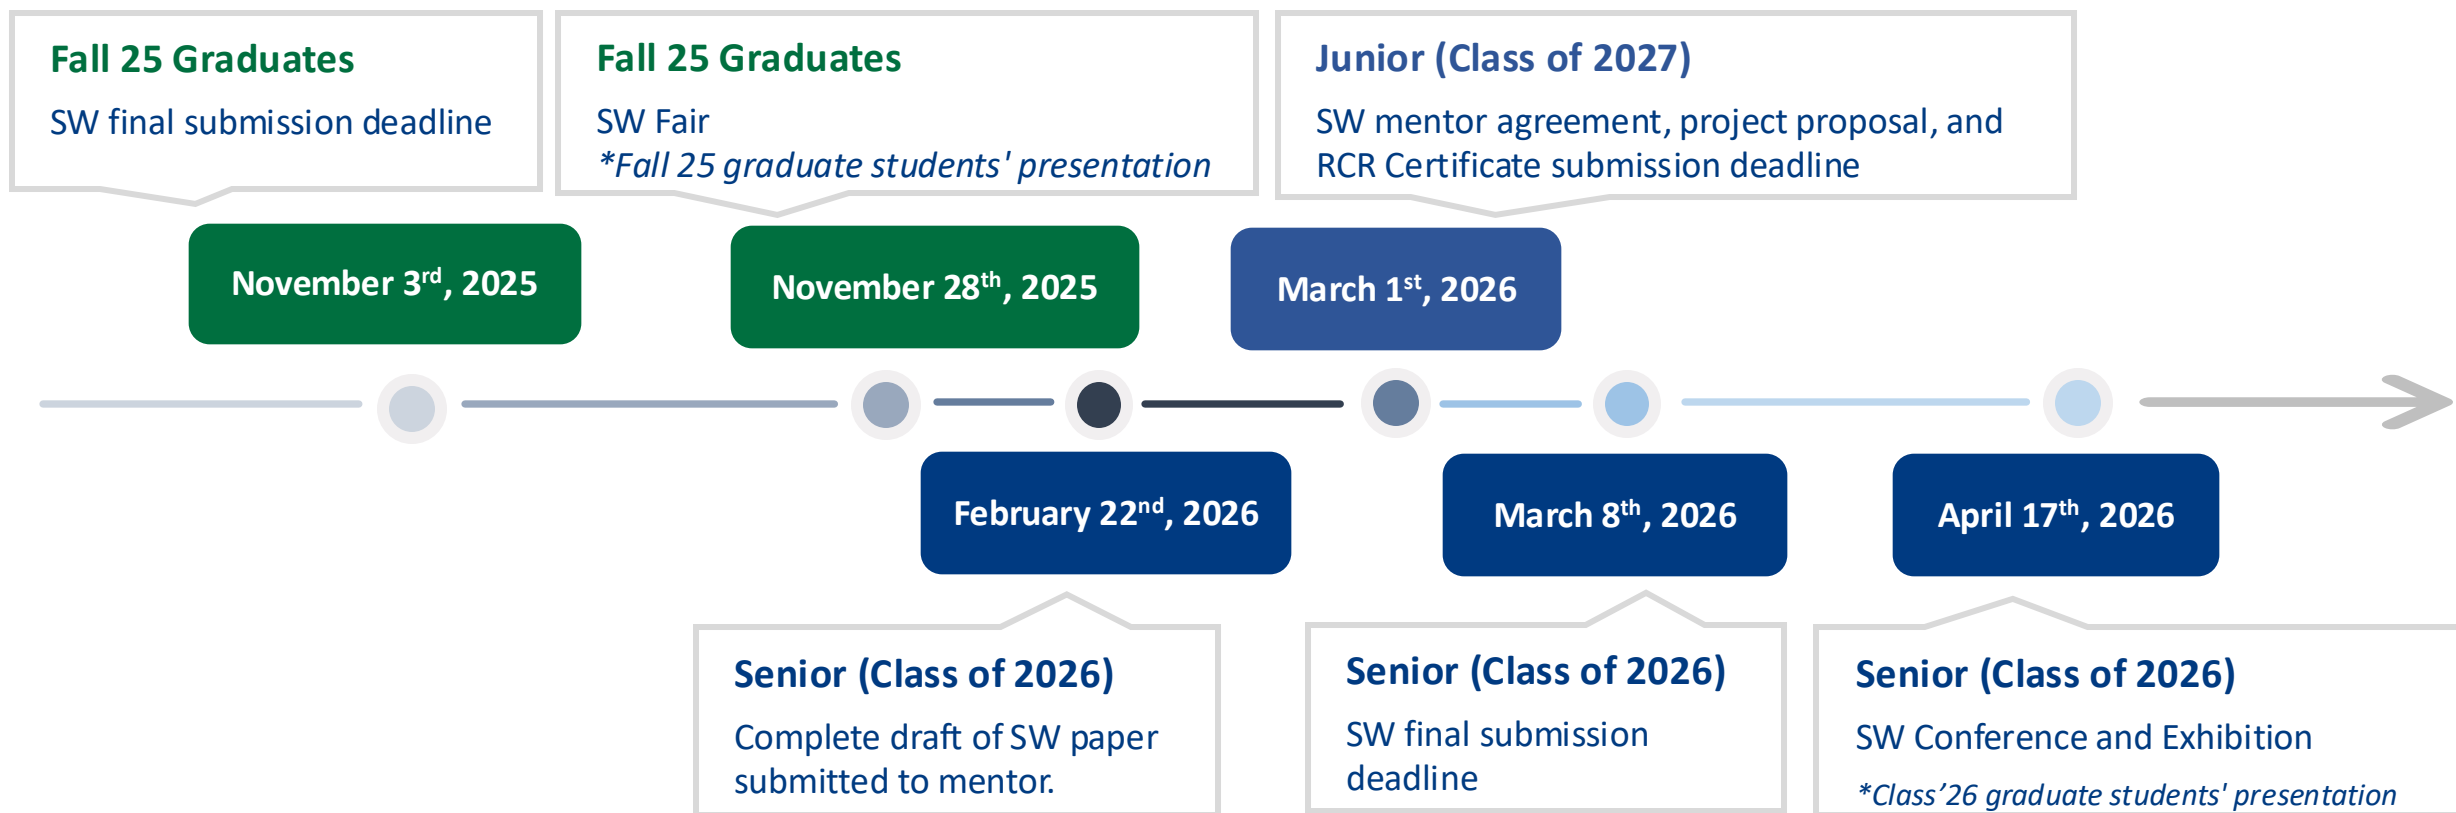 Fall 25 Graduates
SW final submission deadline
Fall 25 Graduates
SW Fair
*Fall 25 graduate students' presentation
Junior (Class of 2027)
SW mentor agreement, project proposal, and
RCR Certificate submission deadline
November 3rd, 2025
November 28th, 2025
March 1st, 2026
February 22nd, 2026
March 8th, 2026
April 17th, 2026
Senior (Class of 2026)
Complete draft of SW paper
submitted to mentor.
Senior (Class of 2026)
SW final submission
deadline
Senior (Class of 2026)
SW Conference and Exhibition
*Class’26 graduate students' presentation